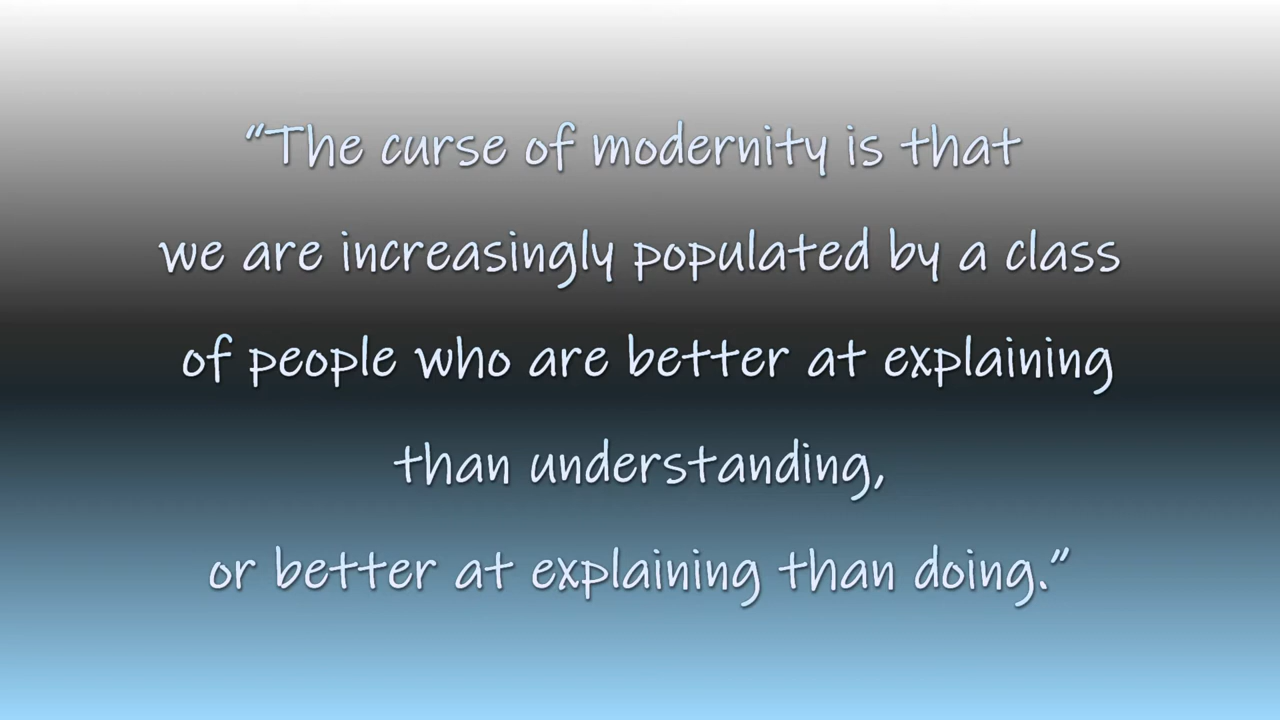 “The curse of modernity is that
we are increasingly populated by a class
of people who are better at explaining
than understanding,
or better at explaining than doing.”